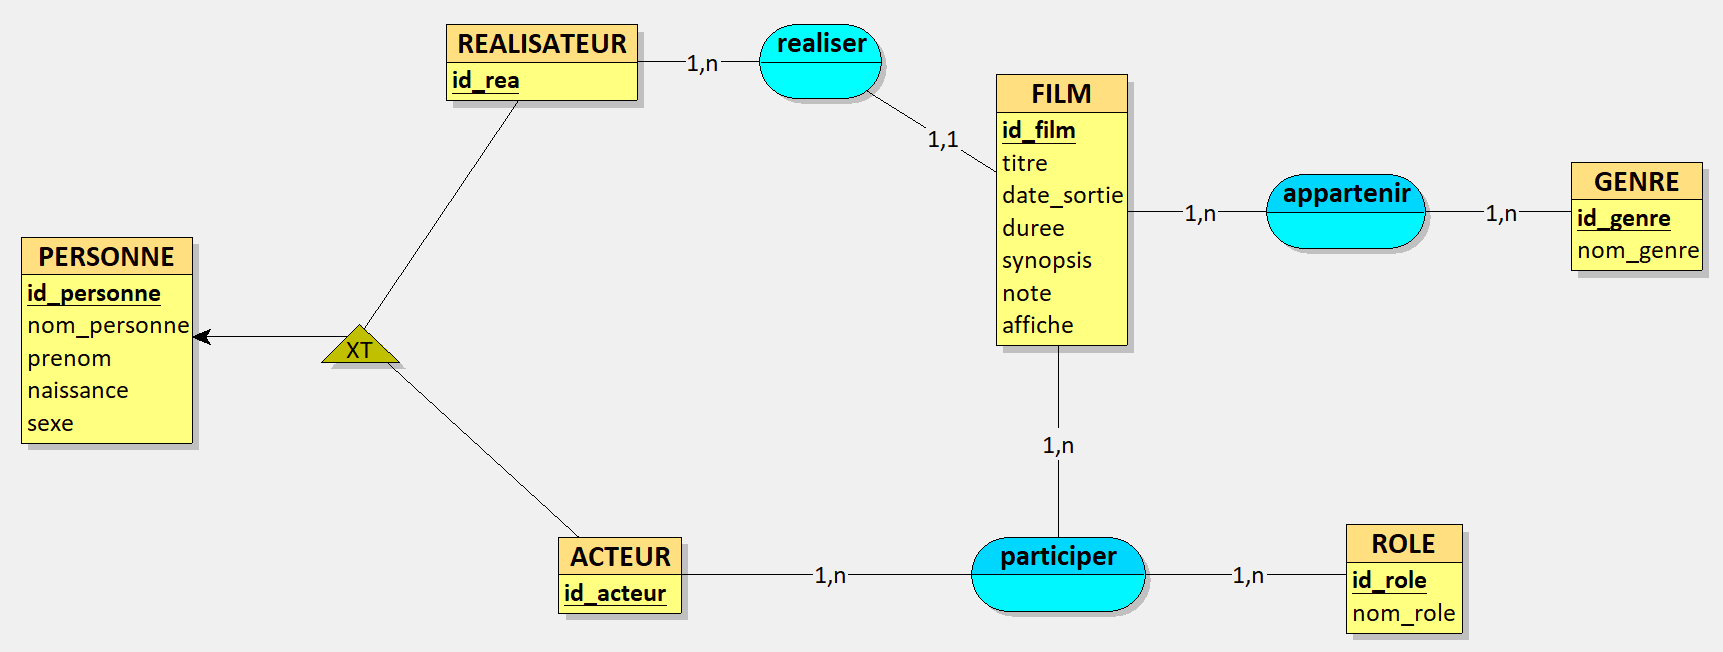 REALISATEUR
id_rea
1,n
realiser
1,1
FILM
id_film
titre
date_sortie
duree
synopsis
note
affiche
1,n
appartenir
1,n
GENRE
id_genre
nom_genre
PERSONNE
id_personne
nom_personne
prenom
naissance
sexe
XT
1,n
ACTEUR
id_acteur
1,n
participer
1,n
ROLE
id_role
nom_role